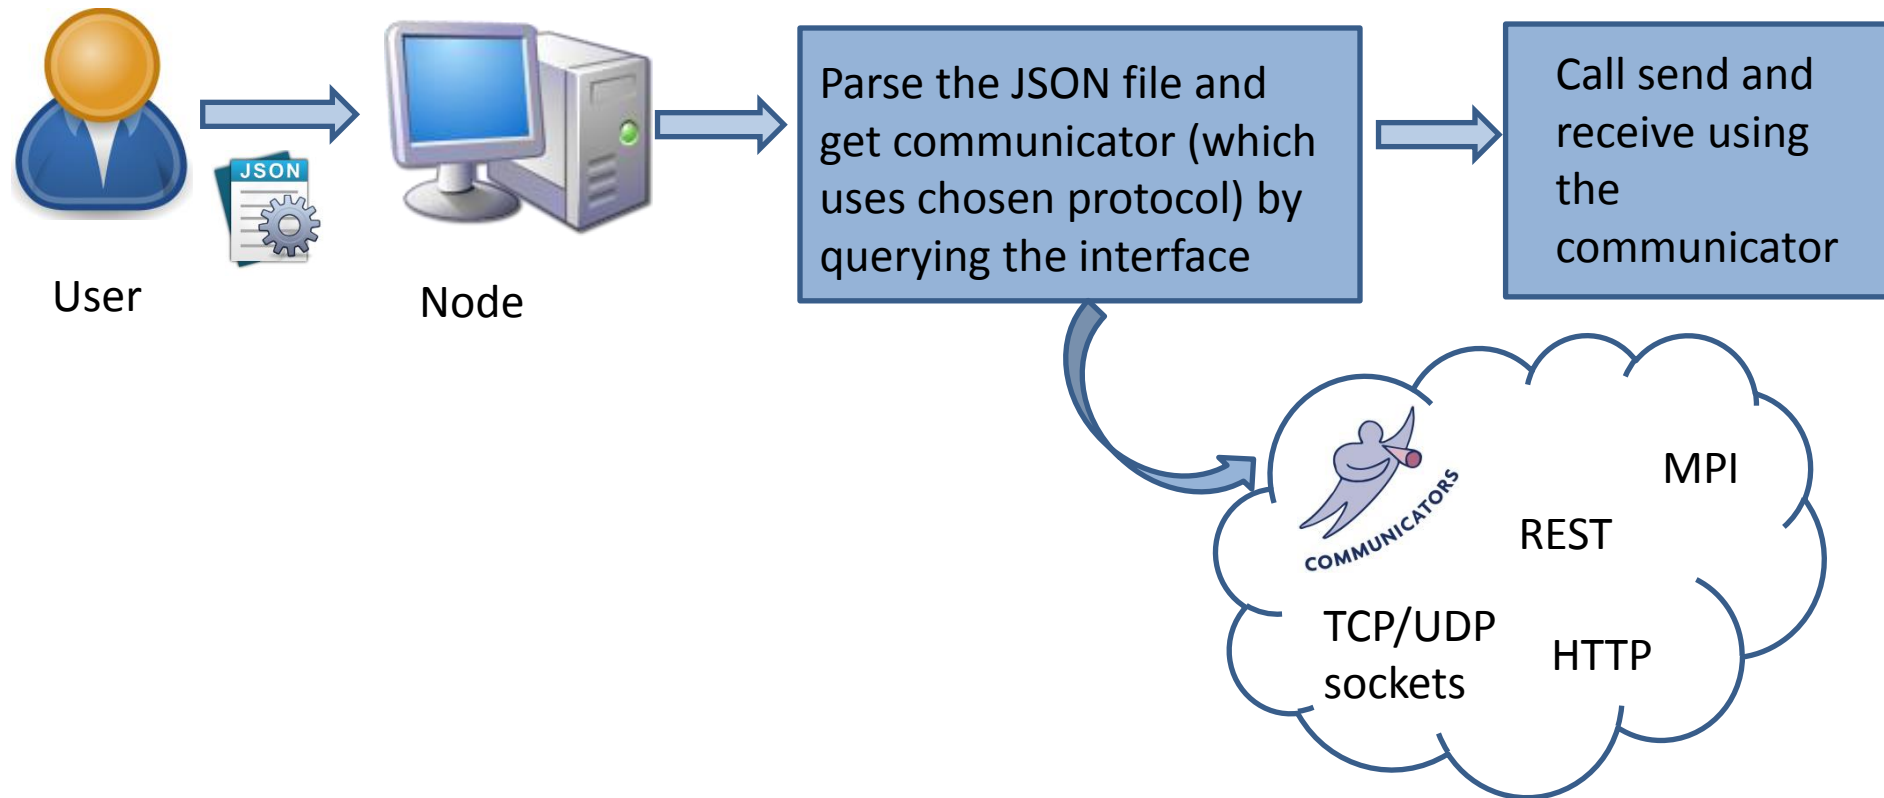 JSON
User
Node
Parse the JSON file and
get communicator (which
uses chosen protocol) by
querying the interface
Call send and
receive using
the
communicator
COMMUNICATORS
MPI
REST
TCP/UDP
sockets
HTTP